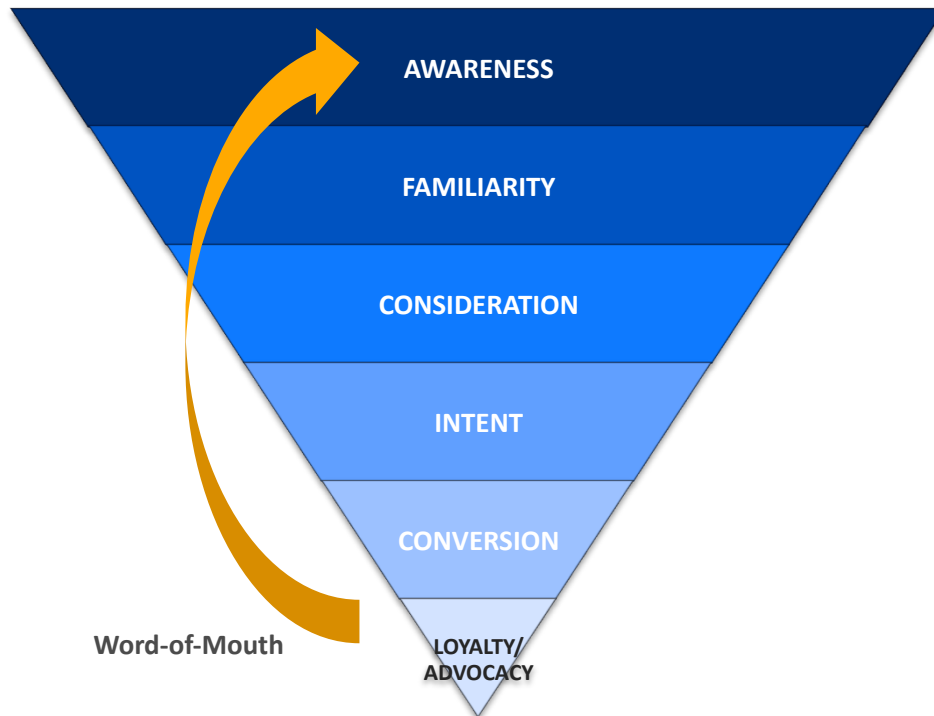 AWARENESS
FAMILIARITY
CONSIDERATION
INTENT
CONVERSION
Word-of-Mouth
LOYALTY/
ADVOCACY